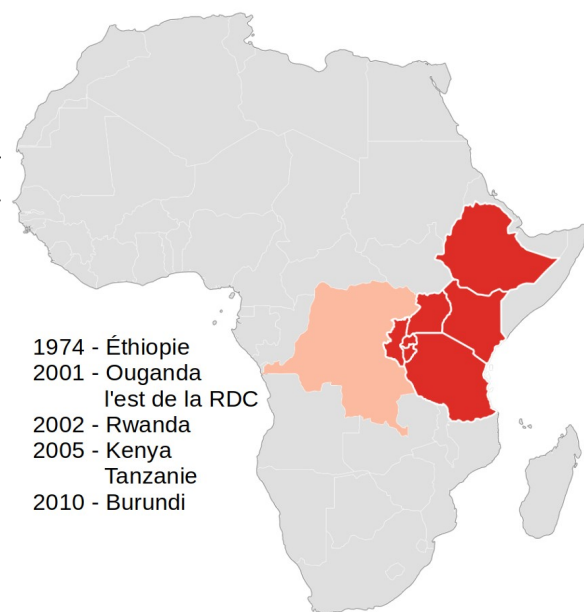 1974 - Éthiopie
2001 - Ouganda
l'est de la RDC
2002 - Rwanda
2005 - Kenya
Tanzanie
2010 - Burundi